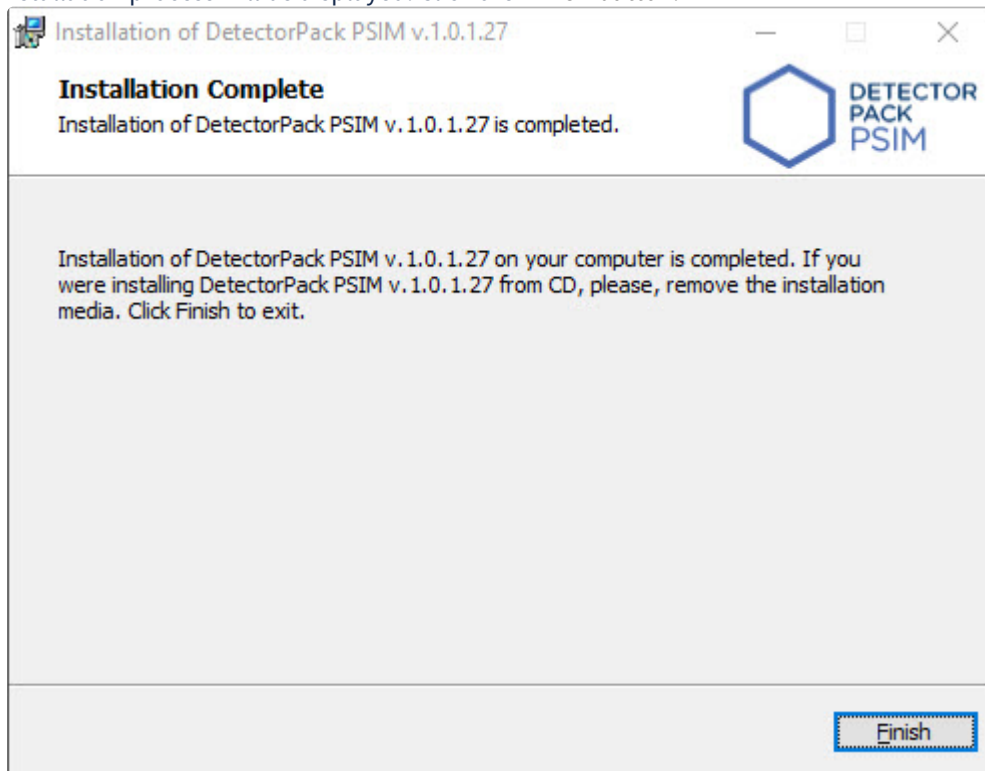 Installation of DetectorPack PSIM v.1.0.1.27
Installation Complete
Installation of DetectorPack PSIM v.1.0.1.27 is completed.
DETECTOR
PACK
PSIM
Installation of DetectorPack PSIM v.1.0.1.27 on your computer is completed. If you
were installing DetectorPack PSIM v.1.0.1.27 from CD, please, remove the installation
media. Click Finish to exit.
Finish